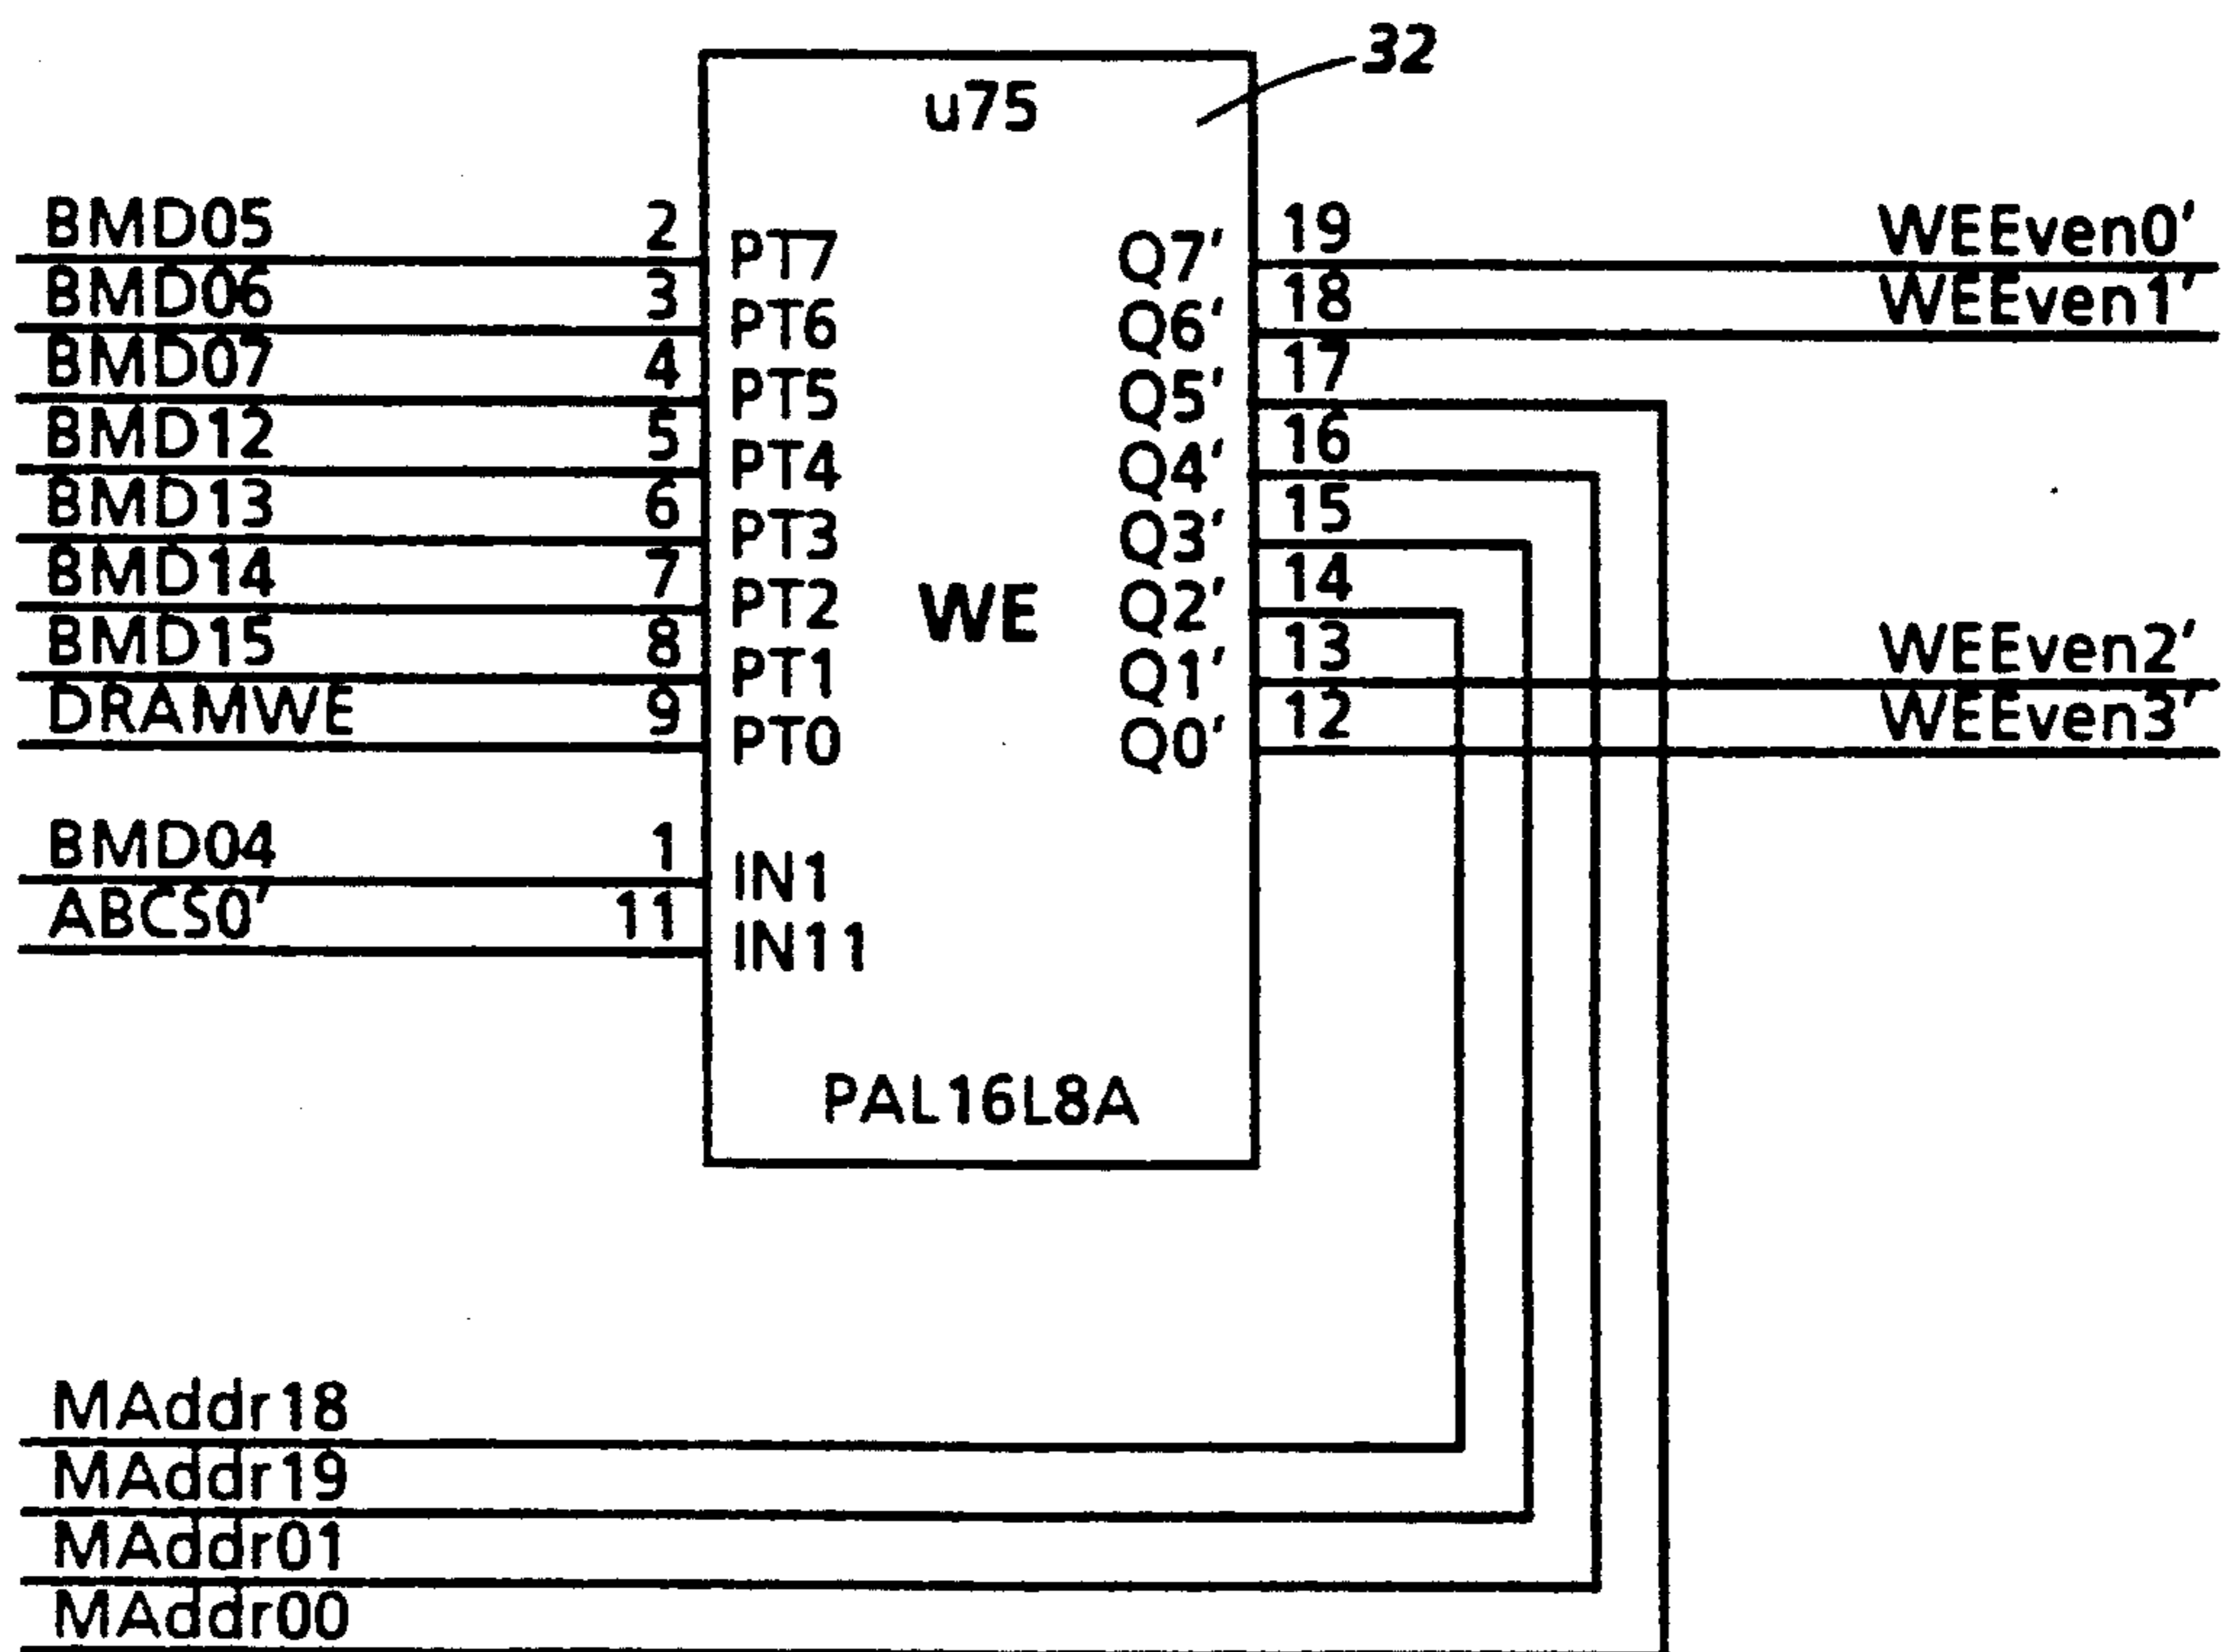 32
u75
BMD05 2 PT7 Q7' 19 WEEven0'
BMD06 3 PT6 Q6' 18 WEEven1'
BMD07 4 PT5 Q5' 17
BMD12 5 PT4 Q4' 16
BMD13 6 PT3 Q3' 15
BMD14 7 PT2 WE Q2' 14
BMD15 8 PT1 Q1' 13 WEEven2'
DRAMWE 9 PT0 Q0' 12 WEEven3'
BMD04 1 IN1
ABCS0' 11 IN11
PAL16L8A
MAddr18
MAddr19
MAddr01
MAddr00